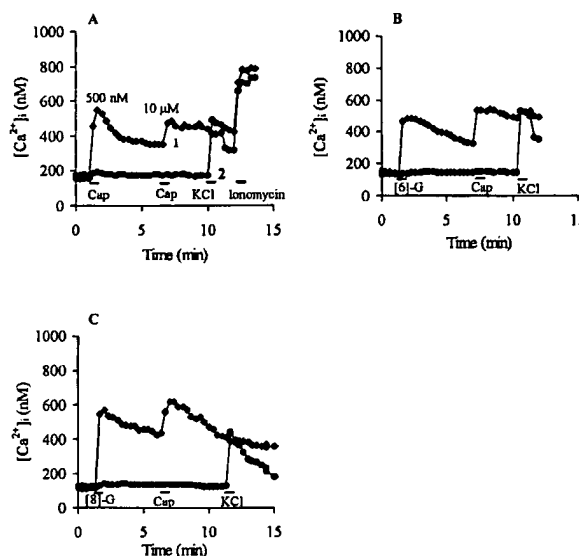 A
[Ca²⁺]ᵢ (nM)
1000
800
600
400
200
0
500 nM
10 µM
1
2
Cap
Cap
KCl
Ionomycin
0
5
10
15
Time (min)
B
[Ca²⁺]ᵢ (nM)
1000
800
600
400
200
0
[6]-G
Cap
KCl
0
5
10
15
Time (min)
C
[Ca²⁺]ᵢ (nM)
1000
800
600
400
200
0
[8]-G
Cap
KCl
0
5
10
15
Time (min)